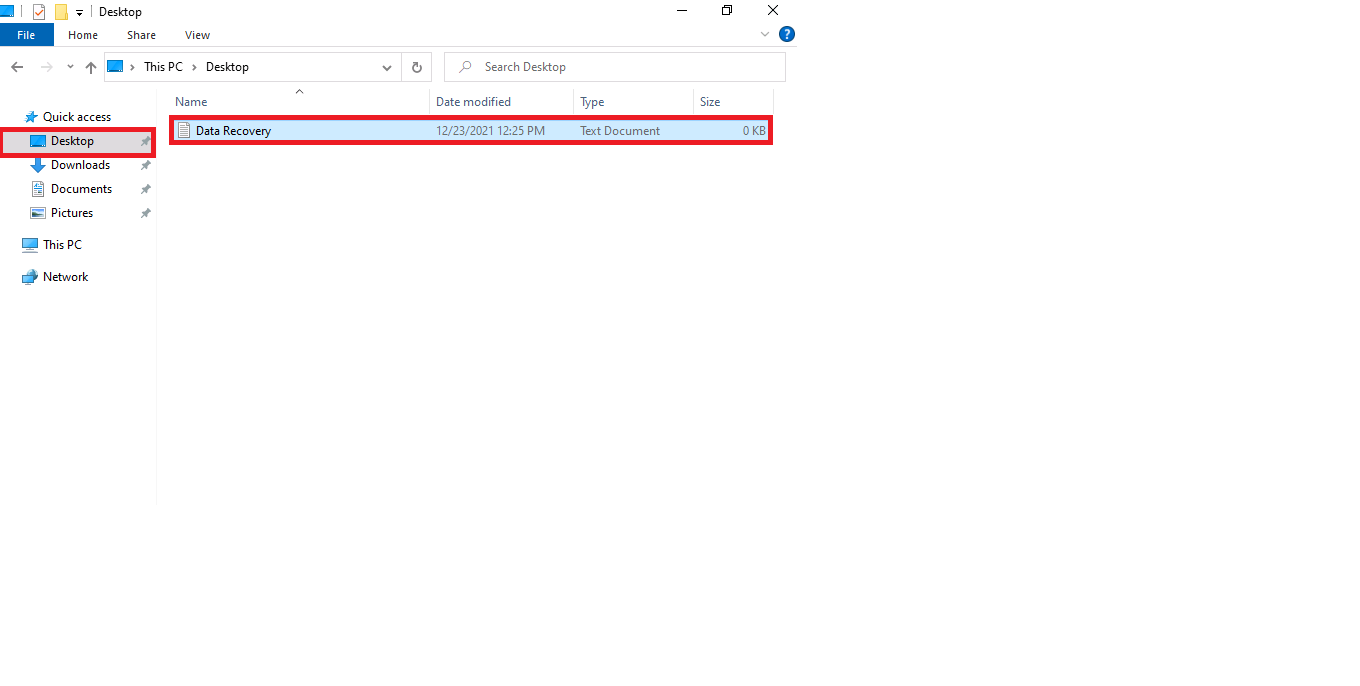 Desktop
File Home Share View ?
This PC › Desktop
Search Desktop
Name Date modified Type Size
Quick access
Desktop
Downloads
Documents
Pictures
This PC
Network
Data Recovery 12/23/2021 12:25 PM Text Document 0 KB